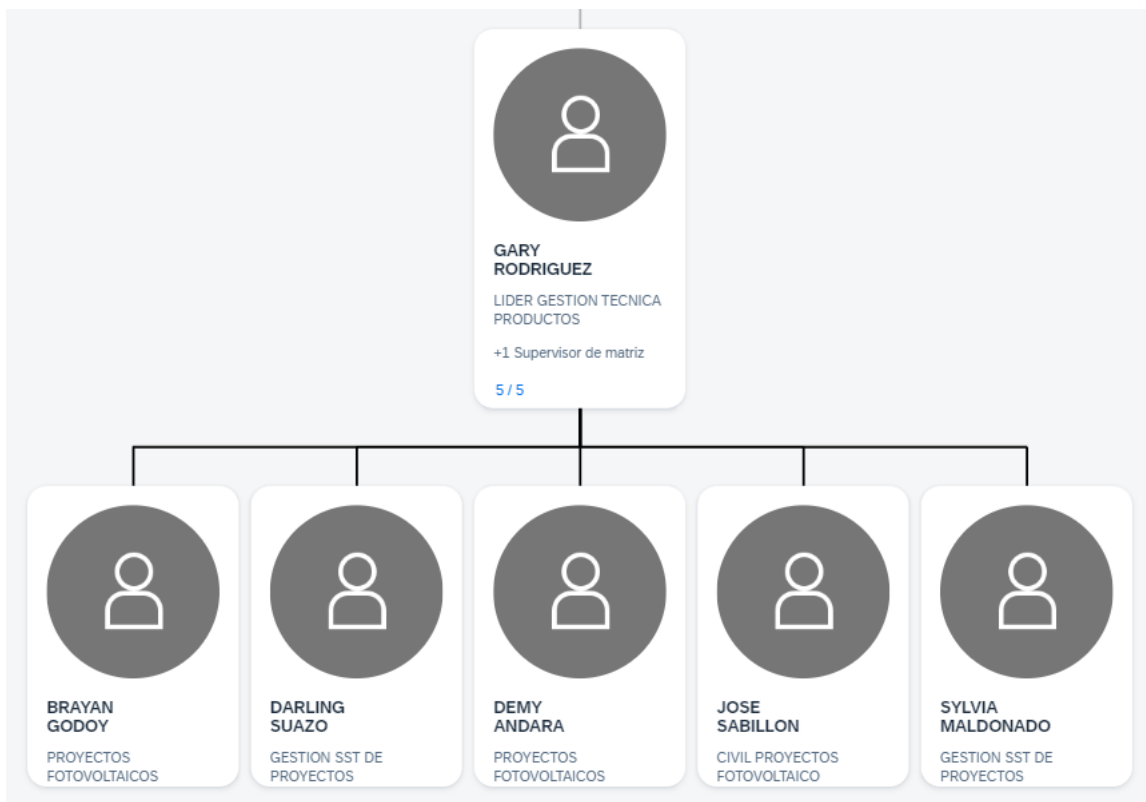 GARY
RODRIGUEZ
LIDER GESTION TECNICA
PRODUCTOS
+1 Supervisor de matriz
5 / 5
BRAYAN
GODOY
PROYECTOS
FOTOVOLTAICOS
DARLING
SUAZO
GESTION SST DE
PROYECTOS
DEMY
ANDARA
PROYECTOS
FOTOVOLTAICOS
JOSE
SABILLON
CIVIL PROYECTOS
FOTOVOLTAICO
SYLVIA
MALDONADO
GESTION SST DE
PROYECTOS